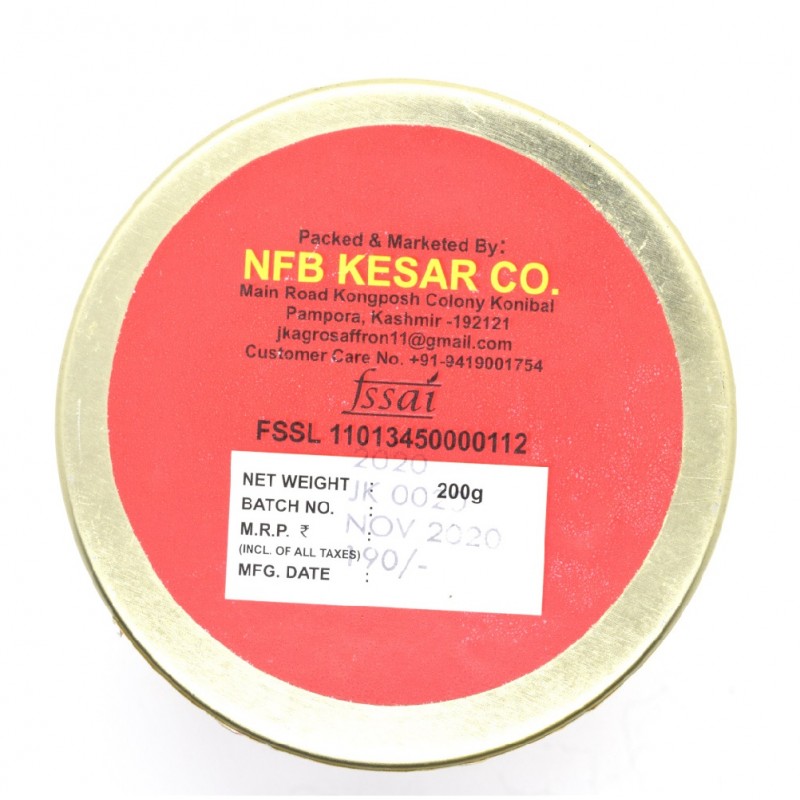 Packed & Marketed By:
NFB KESAR CO.
Main Road Kongposh Colony Konibal
Pampora, Kashmir -192121
jkagrosaffron11@gmail.com
Customer Care No. +91-9419001754
fssai
FSSL 11013450000112
2020
NET WEIGHT : 200g
BATCH NO. : JK
M.R.P. ₹ NOV 2020
(INCL. OF ALL TAXES) 190/-
MFG. DATE :